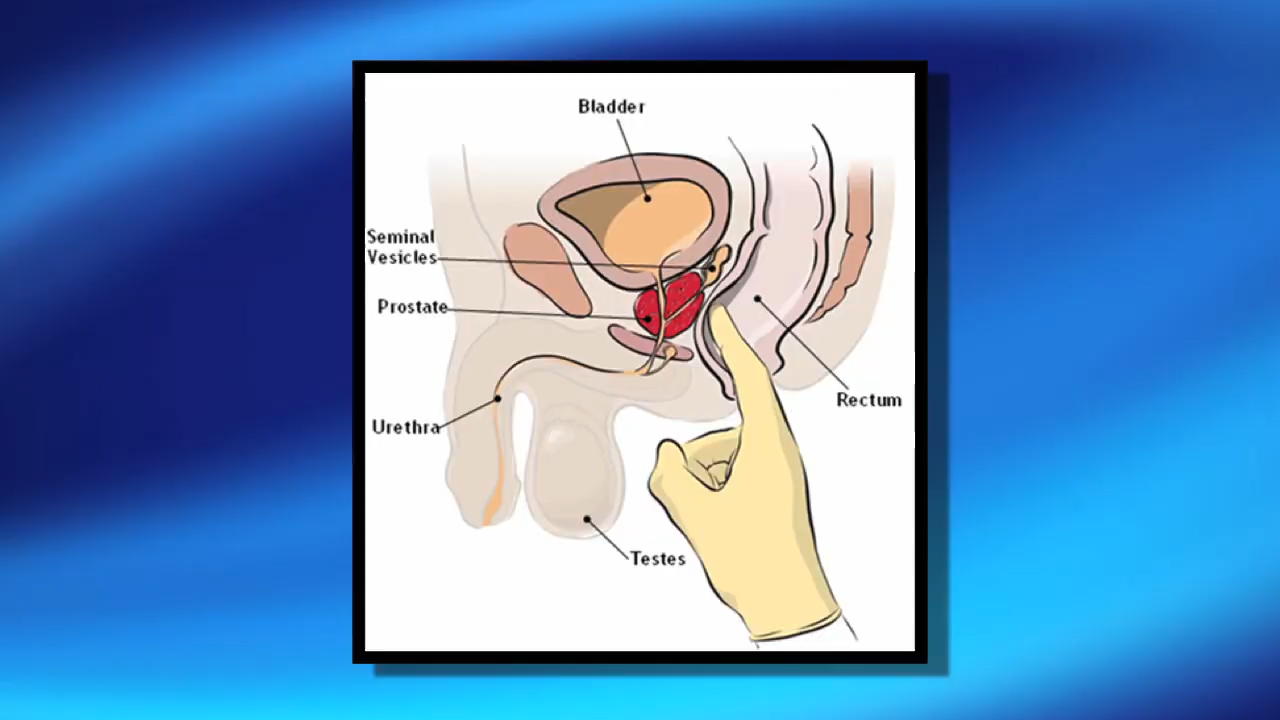 Bladder
Seminal
Vesicles
Prostate
Rectum
Urethra
Testes